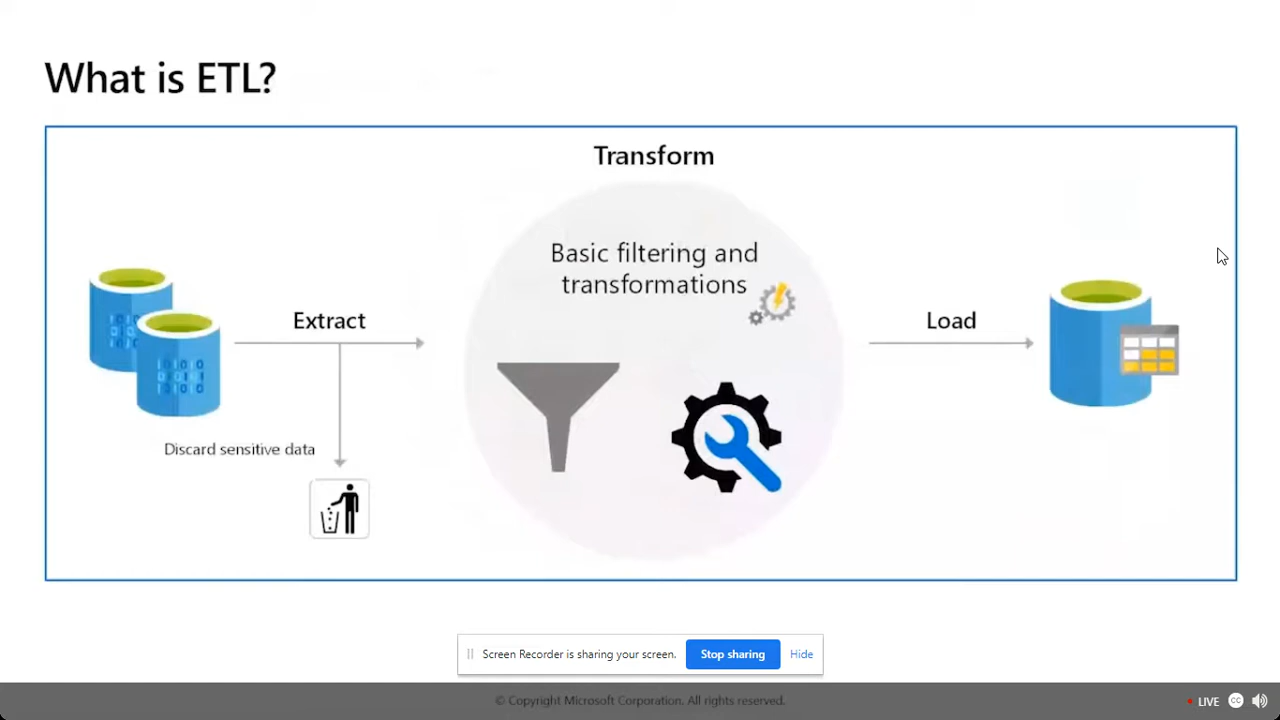 What is ETL?
Transform
Basic filtering and
transformations
Extract
Load
Discard sensitive data
Screen Recorder is sharing your screen.
Stop sharing
Hide
© Copyright Microsoft Corporation. All rights reserved.
LIVE
CC